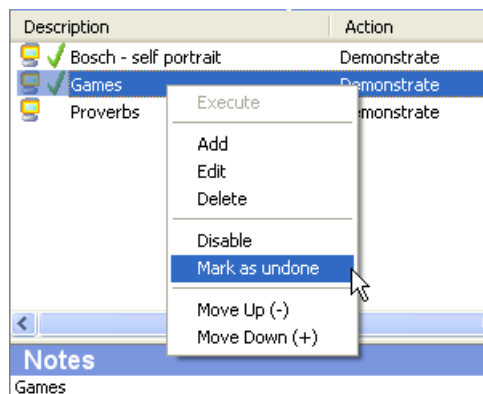 Description Action
Bosch - self portrait Demonstrate
Games Demonstrate
Proverbs Demonstrate
Execute
Add
Edit
Delete
Disable
Mark as undone
Move Up (-)
Move Down (+)
Notes
Games